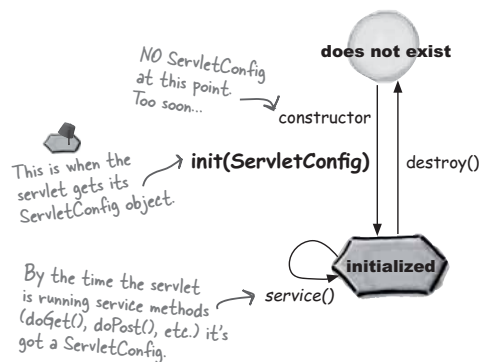 does not exist
NO ServletConfig
at this point.
Too soon...
constructor
init(ServletConfig)
destroy()
This is when the
servlet gets its
ServletConfig object.
initialized
service()
By the time the servlet
is running service methods
(doGet(), doPost(), etc.) it's
got a ServletConfig.